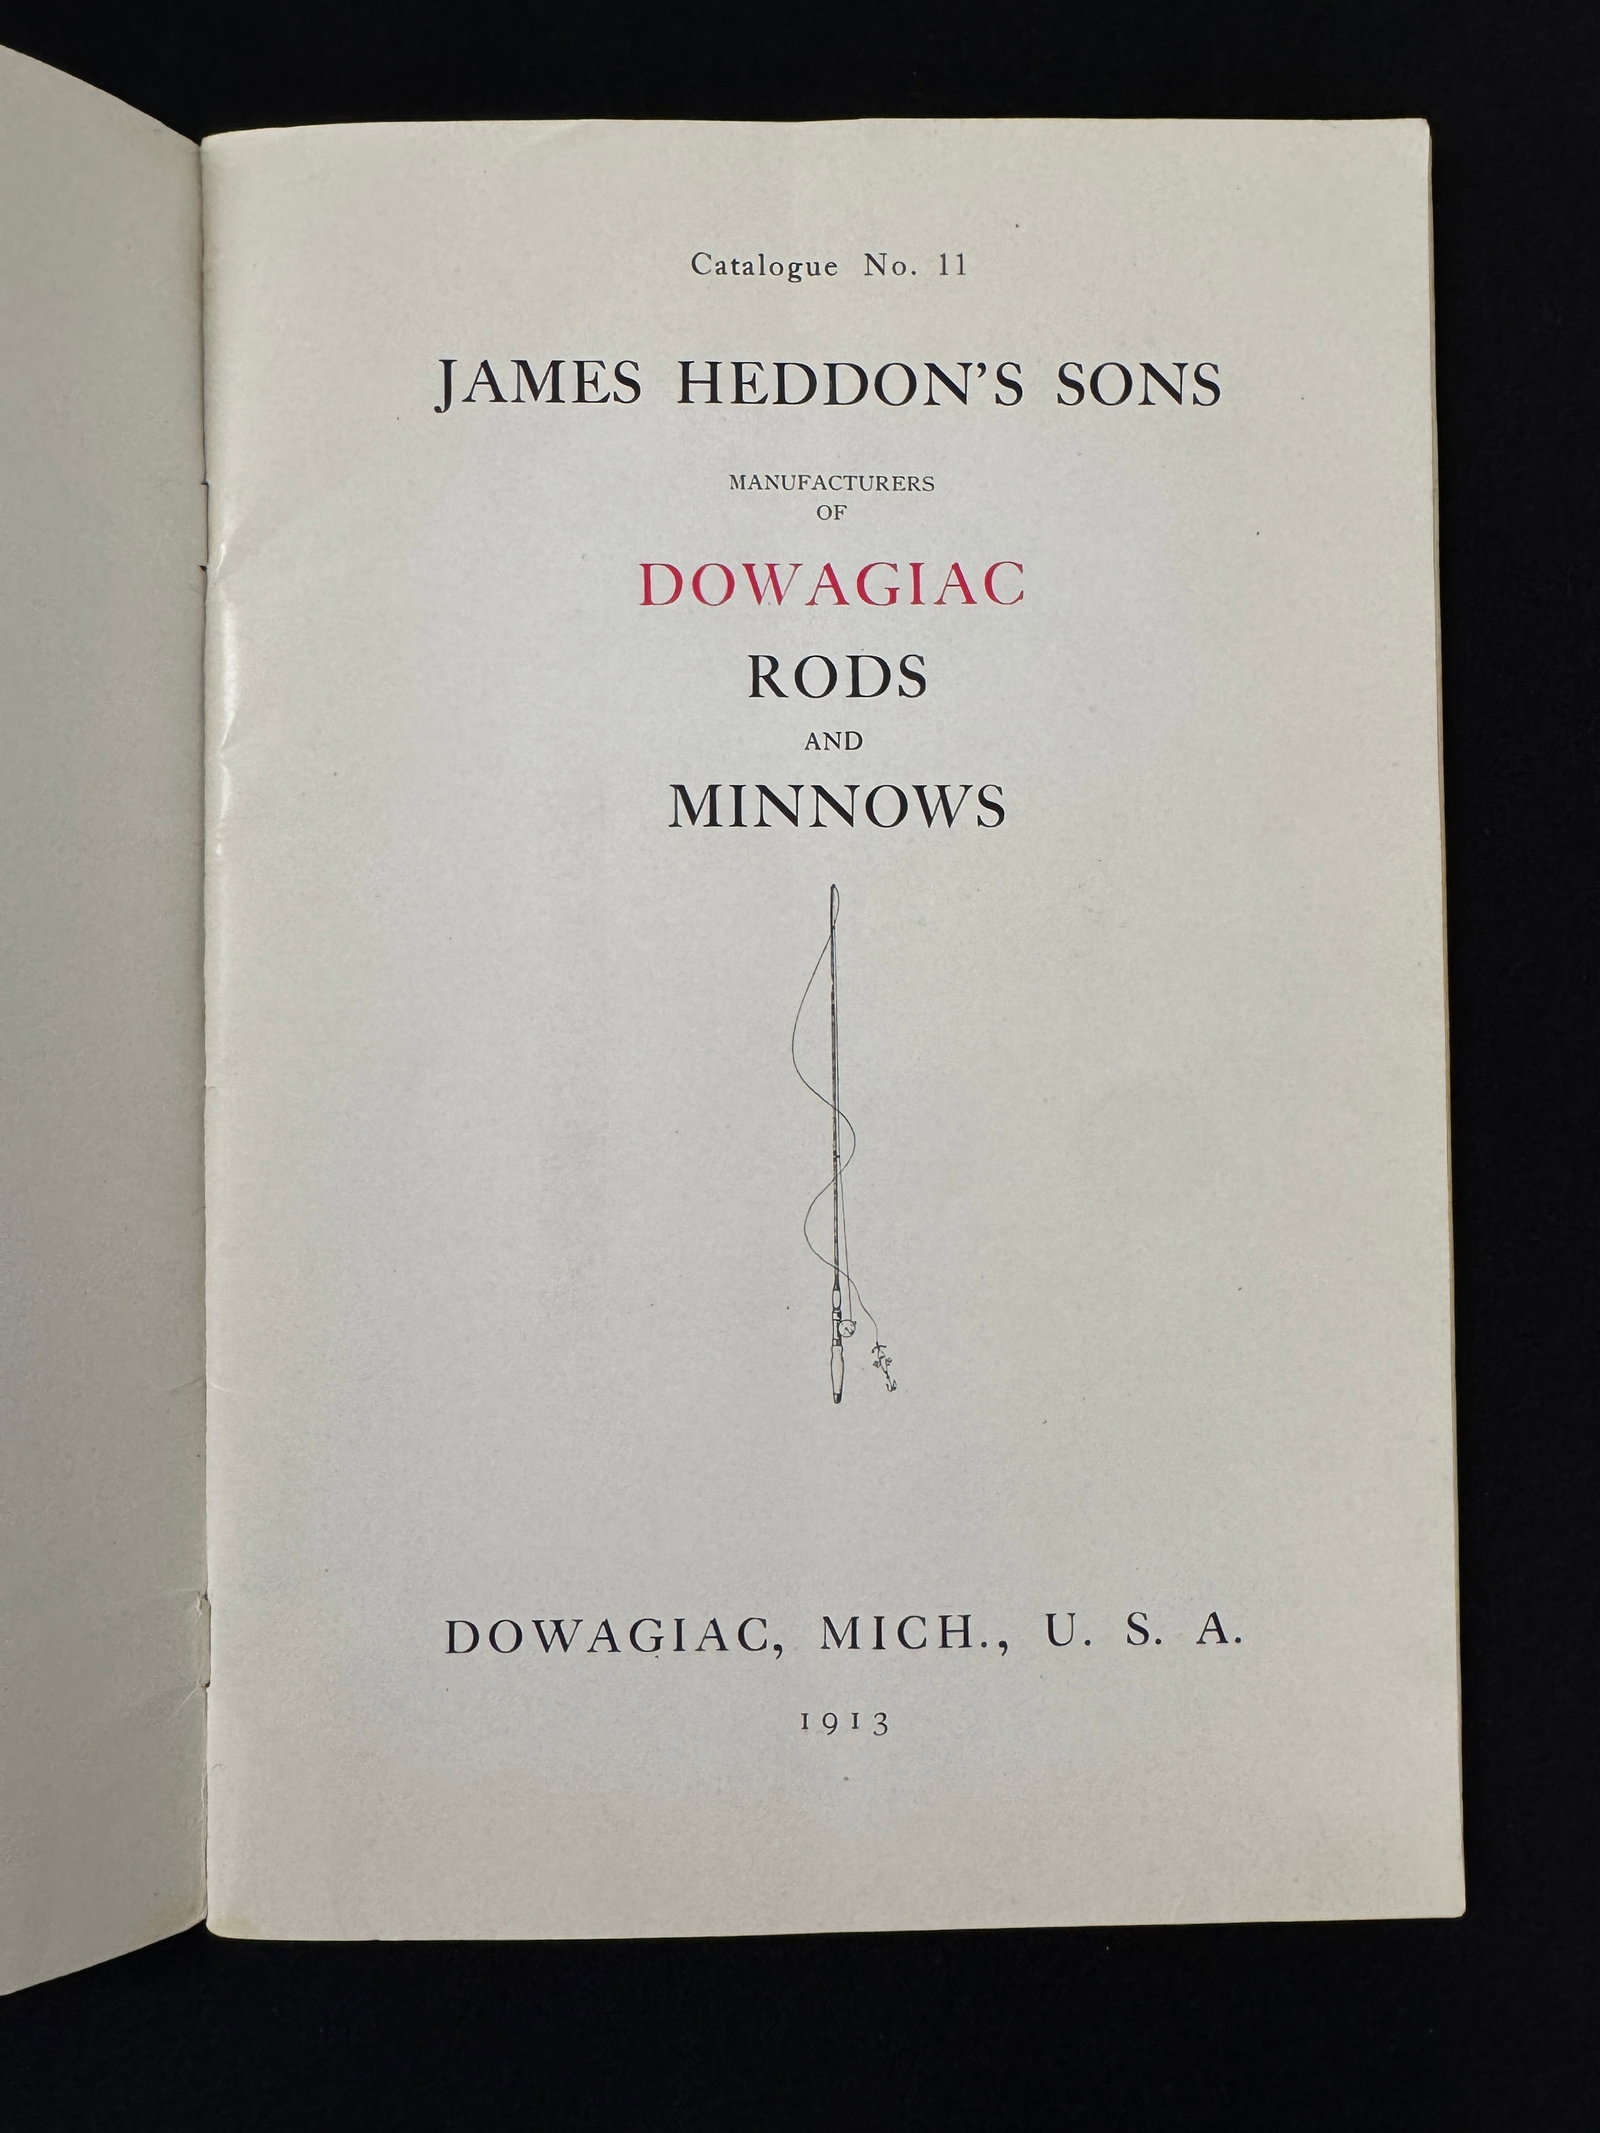 Catalogue No. 11
JAMES HEDDON'S SONS
MANUFACTURERS
OF
DOWAGIAC
RODS
AND
MINNOWS
DOWAGIAC, MICH., U. S. A.
1913